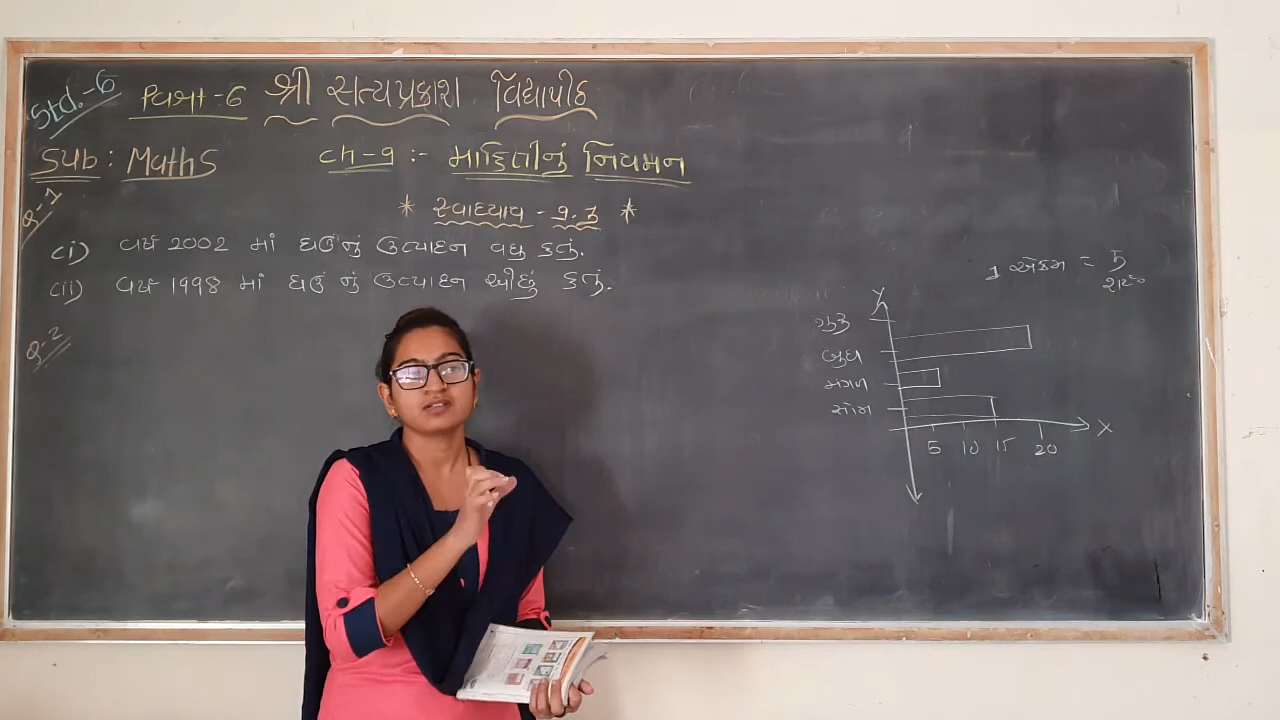 Std.-6 વિભાગ-6 શ્રી સત્યપ્રકાશ વિદ્યાપીઠ
Sub : Maths ch-9 :- માહિતીનું નિયમન
Q-1
* સ્વાધ્યાય - 9.3 *
(i) વર્ષ 2002 માં ઘઉંનું ઉત્પાદન વધુ હતું.
(ii) વર્ષ 1998 માં ઘઉં નું ઉત્પાદન ઓછું હતું.
Q-2
1 એકમ = 5
શર્ટ
Y
ગુરુ
બુધ
મંગળ
સોમ
X
5 10 15 20